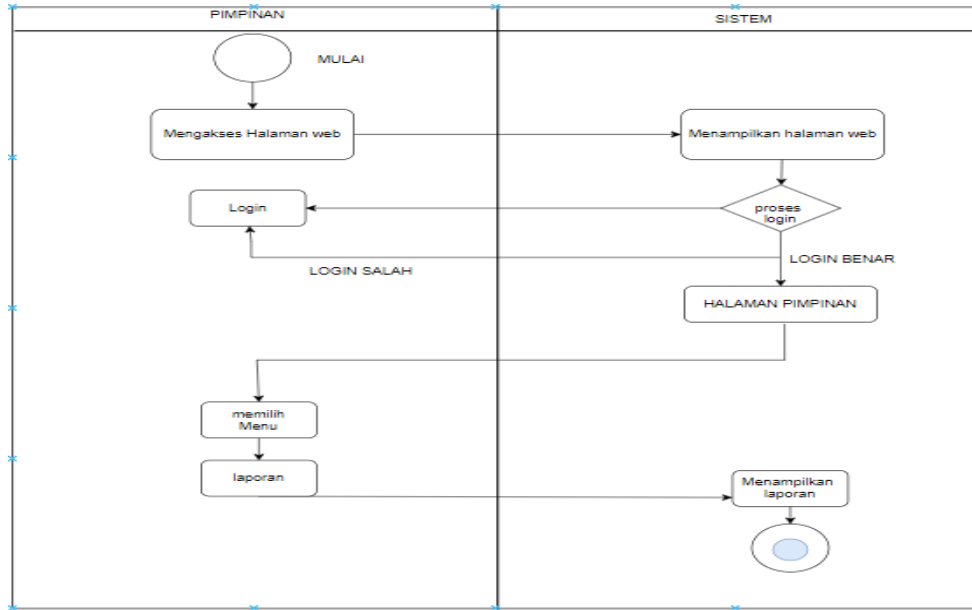 PIMPINAN
SISTEM
MULAI
Mengakses Halaman web
Menampilkan halaman web
Login
proses
login
LOGIN SALAH
LOGIN BENAR
HALAMAN PIMPINAN
memilih
Menu
laporan
Menampilkan
laporan